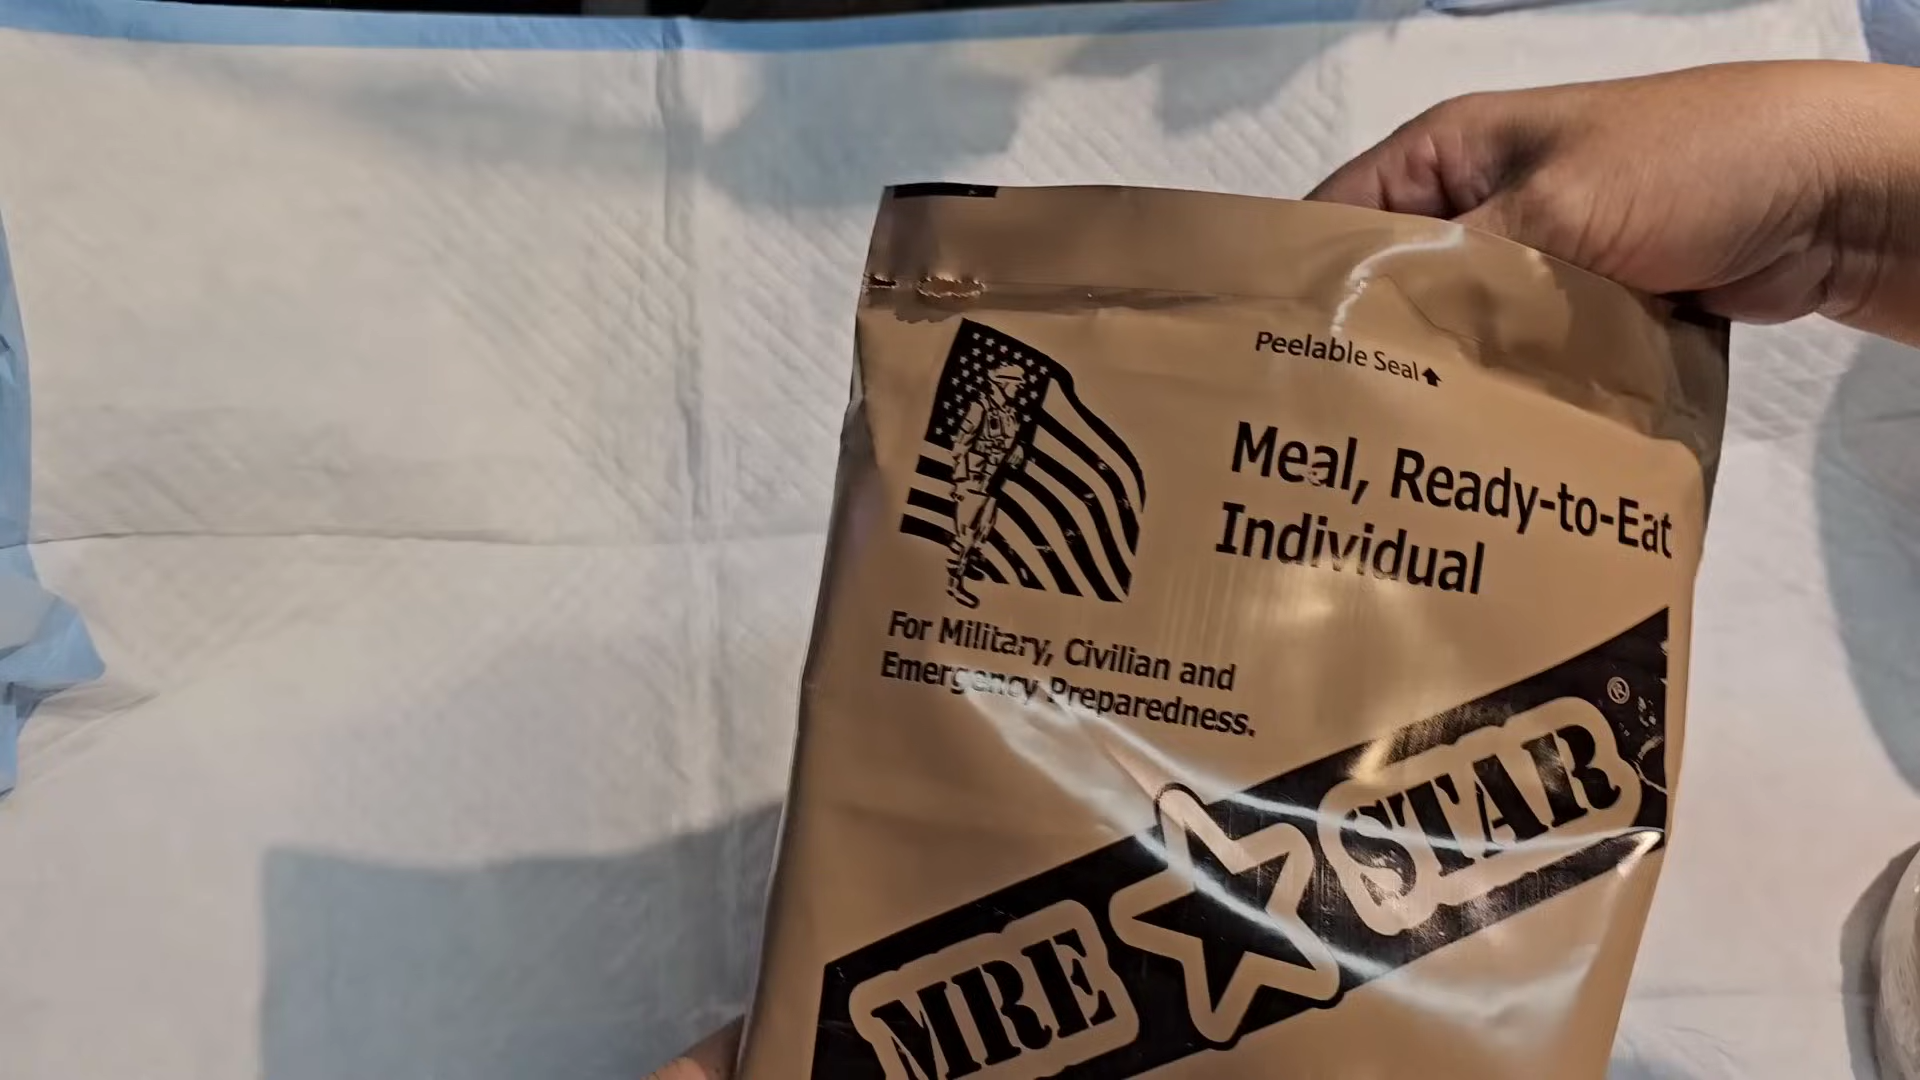 Peelable Seal
Meal, Ready-to-Eat
Individual
For Military, Civilian and
Emergency Preparedness.
MRE STAR ®